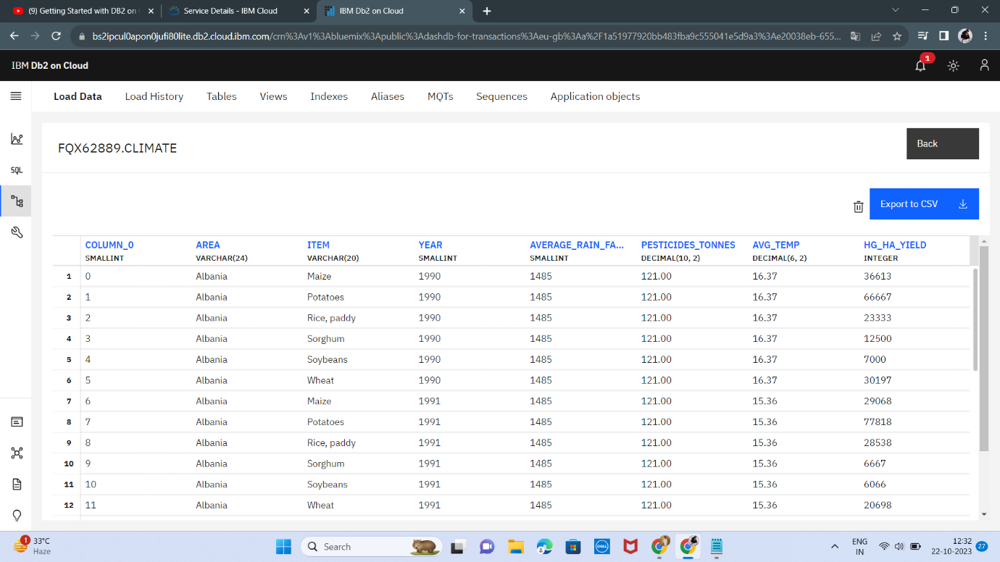 (9) Getting Started with DB2 on
Service Details - IBM Cloud
IBM Db2 on Cloud
bs2ipcul0apon0jufi80lite.db2.cloud.ibm.com/crn%3Av1%3Abluemix%3Apublic%3Adashdb-for-transactions%3Aeu-gb%3Aa%2F1a51977920bb483fba9c555041e5d9a3%3Ae20038eb-655...
IBM Db2 on Cloud
1
Load Data Load History Tables Views Indexes Aliases MQTs Sequences Application objects
SQL
FQX62889.CLIMATE
Back
Export to CSV
COLUMN_0 AREA ITEM YEAR AVERAGE_RAIN_FA... PESTICIDES_TONNES AVG_TEMP HG_HA_YIELD
SMALLINT VARCHAR(24) VARCHAR(20) SMALLINT SMALLINT DECIMAL(10, 2) DECIMAL(6, 2) INTEGER
1 0 Albania Maize 1990 1485 121.00 16.37 36613
2 1 Albania Potatoes 1990 1485 121.00 16.37 66667
3 2 Albania Rice, paddy 1990 1485 121.00 16.37 23333
4 3 Albania Sorghum 1990 1485 121.00 16.37 12500
5 4 Albania Soybeans 1990 1485 121.00 16.37 7000
6 5 Albania Wheat 1990 1485 121.00 16.37 30197
7 6 Albania Maize 1991 1485 121.00 15.36 29068
8 7 Albania Potatoes 1991 1485 121.00 15.36 77818
9 8 Albania Rice, paddy 1991 1485 121.00 15.36 28538
10 9 Albania Sorghum 1991 1485 121.00 15.36 6667
11 10 Albania Soybeans 1991 1485 121.00 15.36 6066
12 11 Albania Wheat 1991 1485 121.00 15.36 20698
1
33°C
Haze
Search
DELL
ENG
IN
12:32
22-10-2023
27